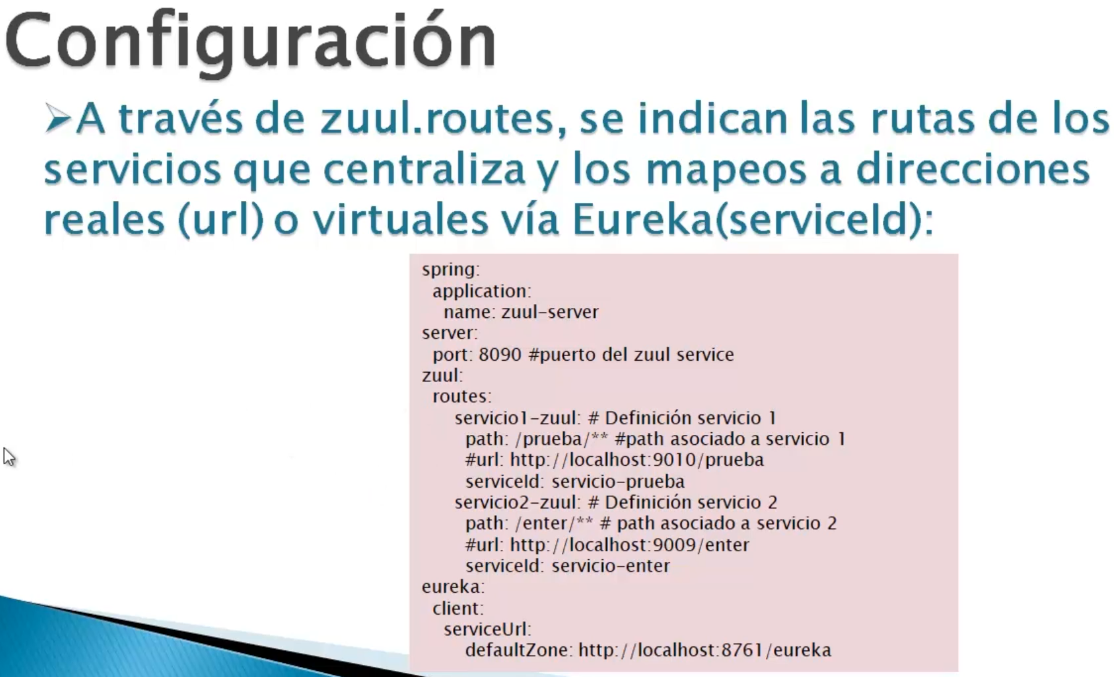 Configuración
➢A través de zuul.routes, se indican las rutas de los
servicios que centraliza y los mapeos a direcciones
reales (url) o virtuales vía Eureka(serviceId):
spring:
application:
name: zuul-server
server:
port: 8090 #puerto del zuul service
zuul:
routes:
servicio1-zuul: # Definición servicio 1
path: /prueba/** #path asociado a servicio 1
#url: http://localhost:9010/prueba
serviceId: servicio-prueba
servicio2-zuul: # Definición servicio 2
path: /enter/** # path asociado a servicio 2
#url: http://localhost:9009/enter
serviceId: servicio-enter
eureka:
client:
serviceUrl:
defaultZone: http://localhost:8761/eureka